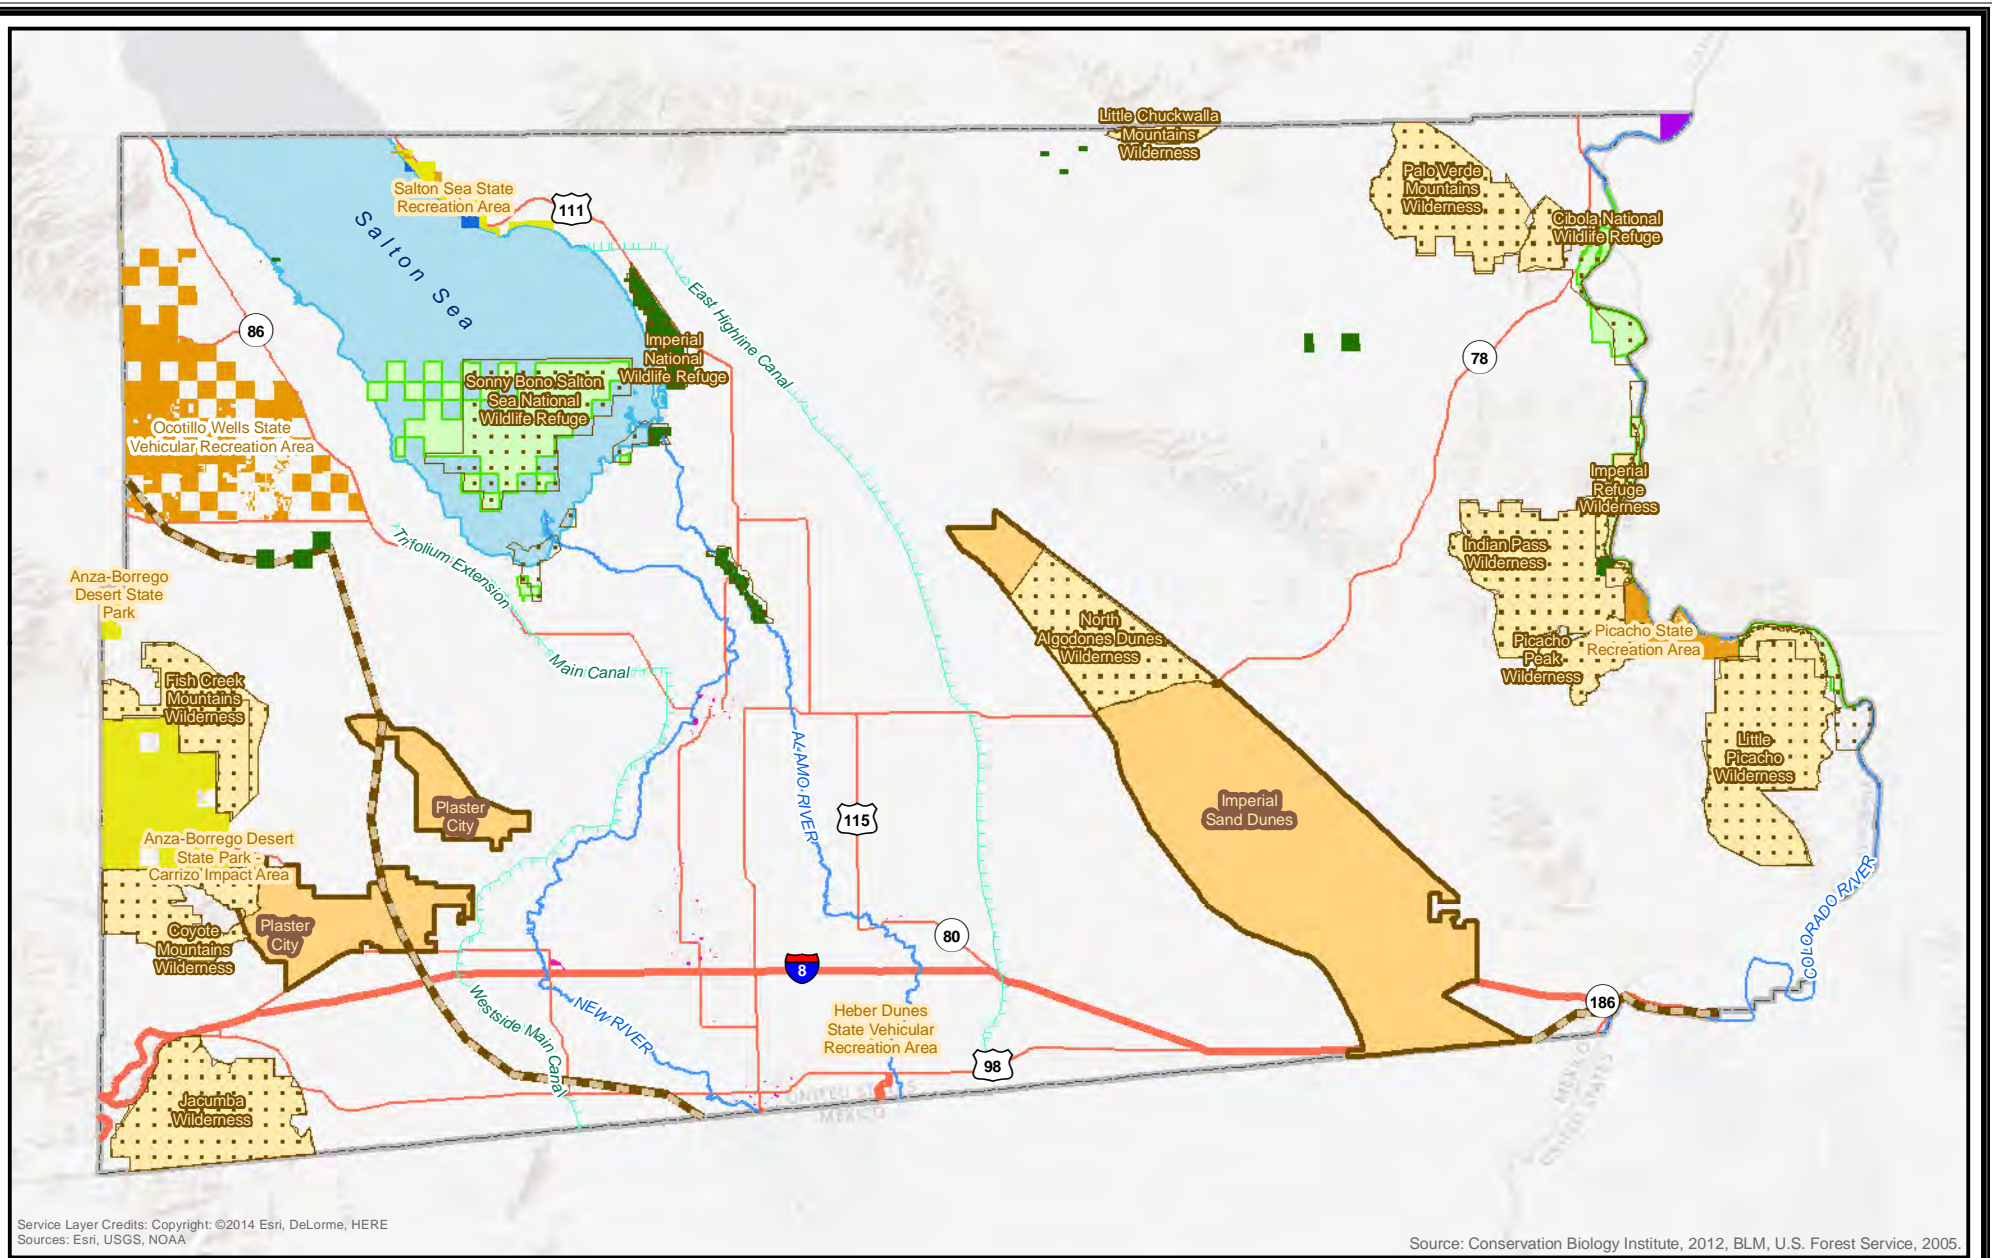 Little Chuckwalla
Mountains
Wilderness
Palo Verde
Mountains
Wilderness
Cibola National
Wildlife Refuge
Salton Sea State
Recreation Area
111
Salton Sea
East Highline Canal
86
Imperial
National
Wildlife Refuge
78
Sonny Bono Salton
Sea National
Wildlife Refuge
Ocotillo Wells State
Vehicular Recreation Area
Imperial
Refuge
Wilderness
Trifolium Extension
Indian Pass
Wilderness
Anza-Borrego
Desert State
Park
North
Algodones Dunes
Wilderness
Picacho State
Recreation Area
Picacho
Peak
Wilderness
Main Canal
Fish Creek
Mountains
Wilderness
Little
Picacho
Wilderness
ALAMO RIVER
Plaster
City
Imperial
Sand Dunes
115
Anza-Borrego Desert
State Park -
Carrizo Impact Area
Plaster
City
Coyote
Mountains
Wilderness
80
COLORADO RIVER
8
186
Westside Main Canal
NEW RIVER
Heber Dunes
State Vehicular
Recreation Area
98
UNITED STATES
MEXICO
MEXICO
UNITED STATES
Jacumba
Wilderness
Service Layer Credits: Copyright: ©2014 Esri, DeLorme, HERE
Sources: Esri, USGS, NOAA
Source: Conservation Biology Institute, 2012, BLM, U.S. Forest Service, 2005.